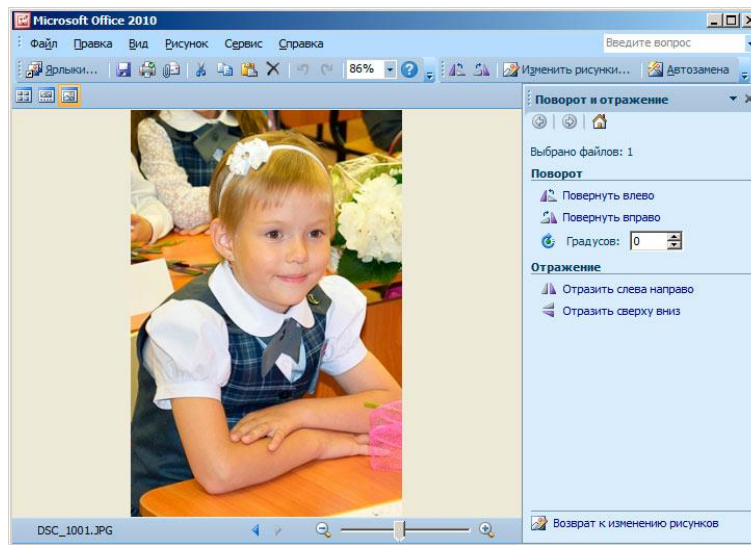 Microsoft Office 2010
Файл Правка Вид Рисунок Сервис Справка
Введите вопрос
Ярлыки... 86% Изменить рисунки... Автозамена
Поворот и отражение
Выбрано файлов: 1
Поворот
Повернуть влево
Повернуть вправо
Градусов: 0
Отражение
Отразить слева направо
Отразить сверху вниз
DSC_1001.JPG
Возврат к изменению рисунков